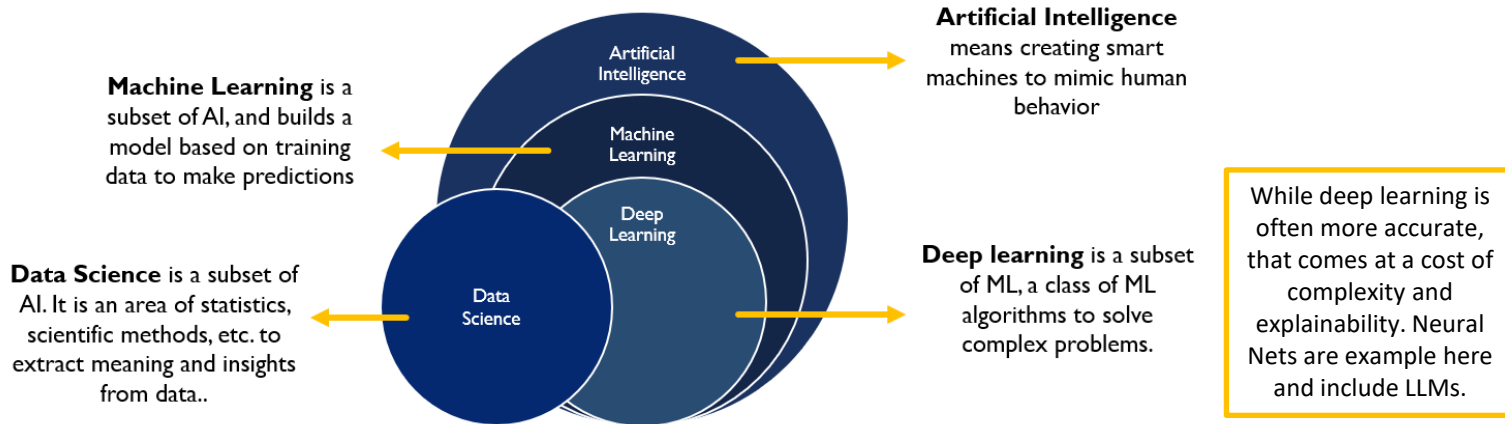 Artificial Intelligence
means creating smart
machines to mimic human
behavior
Artificial
Intelligence
Machine Learning is a
subset of AI, and builds a
model based on training
data to make predictions
Machine
Learning
Deep
Learning
Data Science is a subset of
AI. It is an area of statistics,
scientific methods, etc. to
extract meaning and insights
from data..
Data
Science
Deep learning is a subset
of ML, a class of ML
algorithms to solve
complex problems.
While deep learning is
often more accurate,
that comes at a cost of
complexity and
explainability. Neural
Nets are example here
and include LLMs.